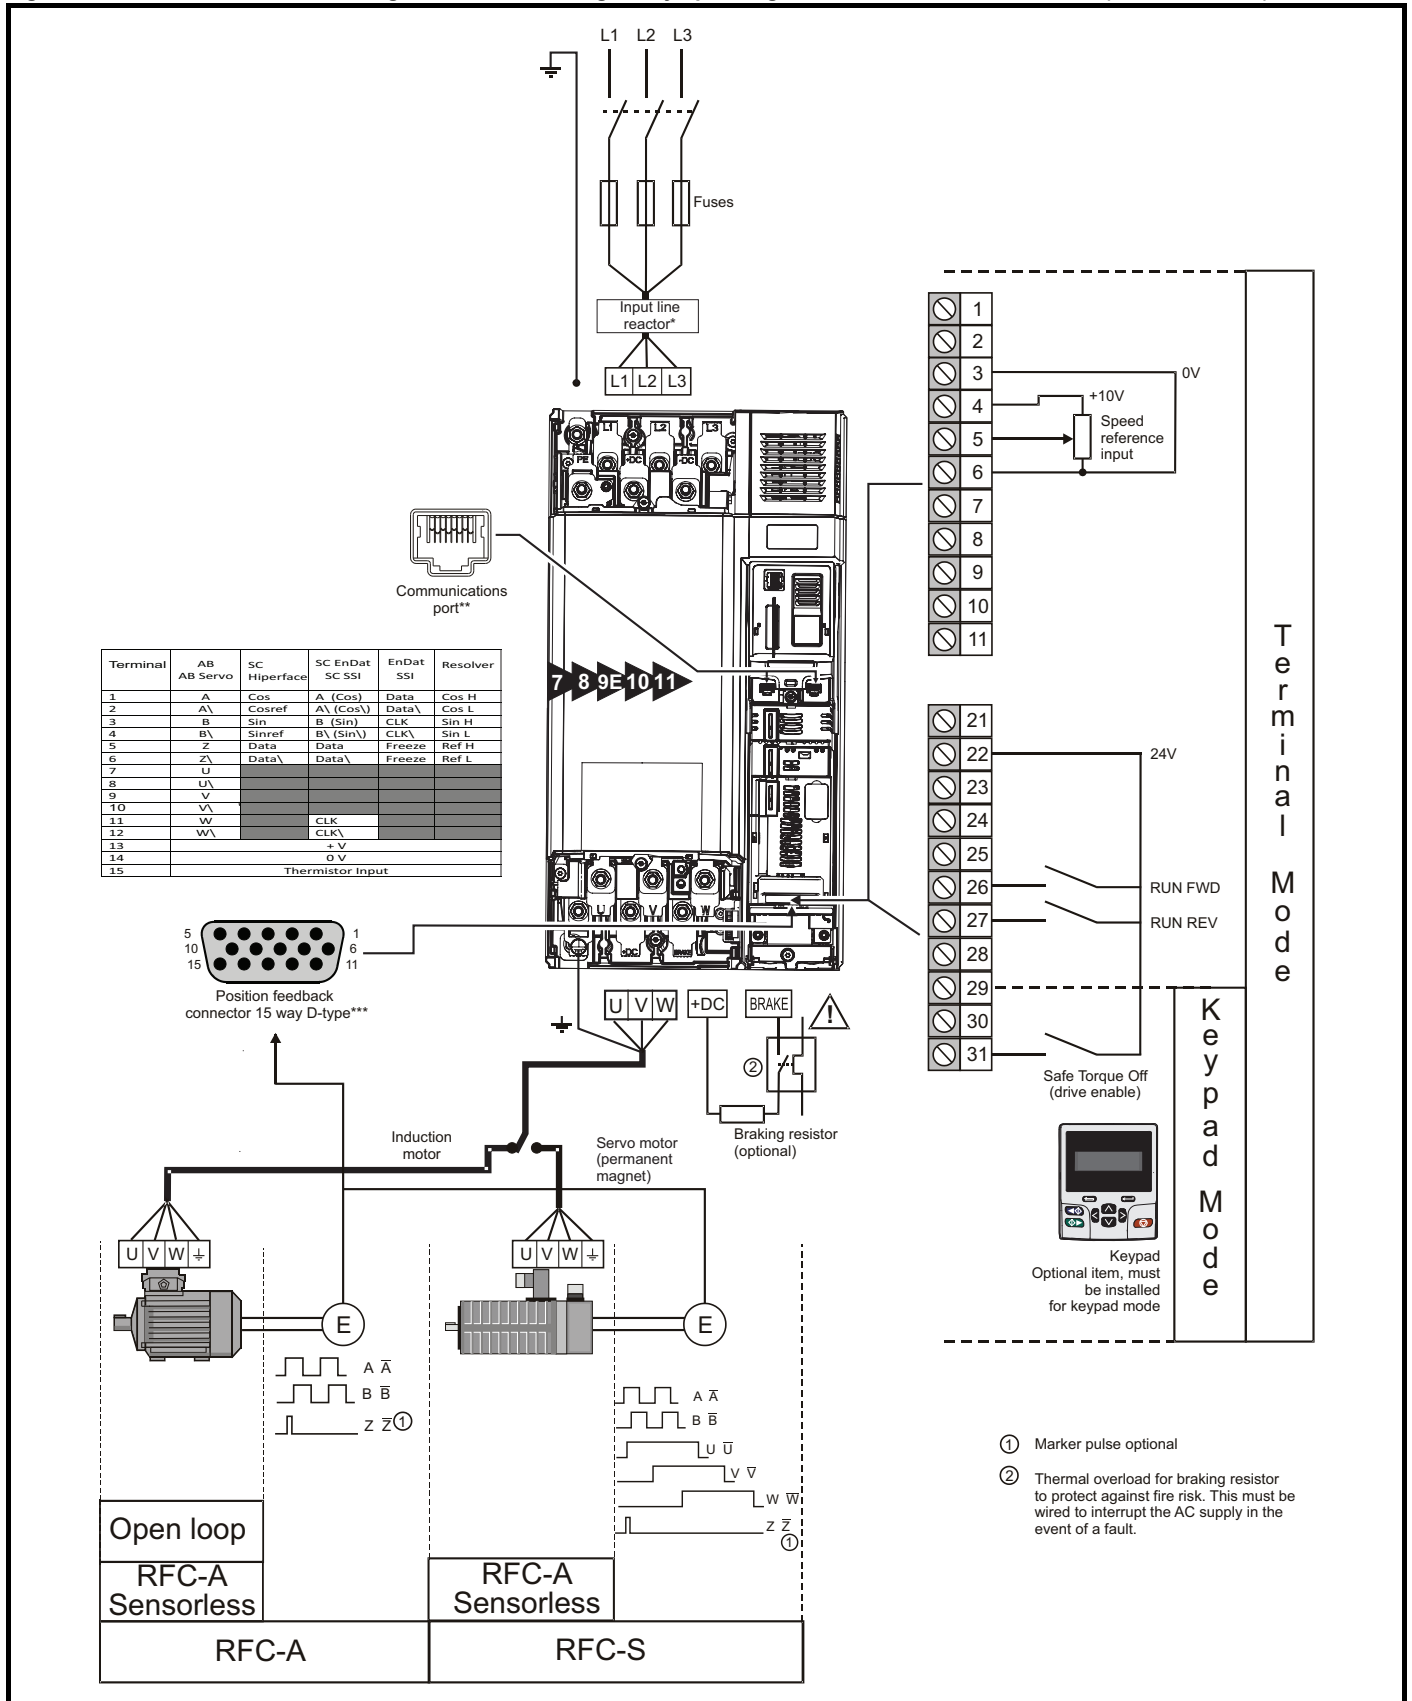 L1 L2 L3
Fuses
Input line
reactor*
L1 L2 L3
L1 L2 L3
PE +DC -DC
Communications
port**
Terminal AB AB Servo SC Hiperface SC EnDat SC SSI EnDat SSI Resolver
1 A Cos A (Cos) Data Cos H
2 A\ Cosref A\ (Cos\) Data\ Cos L
3 B Sin B (Sin) CLK Sin H
4 B\ Sinref B\ (Sin\) CLK\ Sin L
5 Z Data Data Freeze Ref H
6 Z\ Data\ Data\ Freeze Ref L
7 U
8 U\
9 V
10 V\
11 W CLK
12 W\ CLK\
13 + V
14 0 V
15 Thermistor Input
7 8 9E 10 11
U V W
+DC
5 1
10 6
15 11
Position feedback
connector 15 way D-type***
U V W
+DC
BRAKE
2
Braking resistor
(optional)
Induction
motor
Servo motor
(permanent
magnet)
U V W
U V W
E
E
A A̅
B B̅
Z Z̅ 1
A A̅
B B̅
U U̅
V V̅
W W̅
Z Z̅
1
Open loop
RFC-A
Sensorless
RFC-A
RFC-A
Sensorless
RFC-S
1
2
3
4
5
6
7
8
9
10
11
0V
+10V
Speed
reference
input
21
22
23
24
25
26
27
28
29
30
31
24V
RUN FWD
RUN REV
Safe Torque Off
(drive enable)
Keypad
Optional item, must
be installed
for keypad mode
Terminal Mode
Keypad Mode
1 Marker pulse optional
2 Thermal overload for braking resistor
to protect against fire risk. This must be
wired to interrupt the AC supply in the
event of a fault.